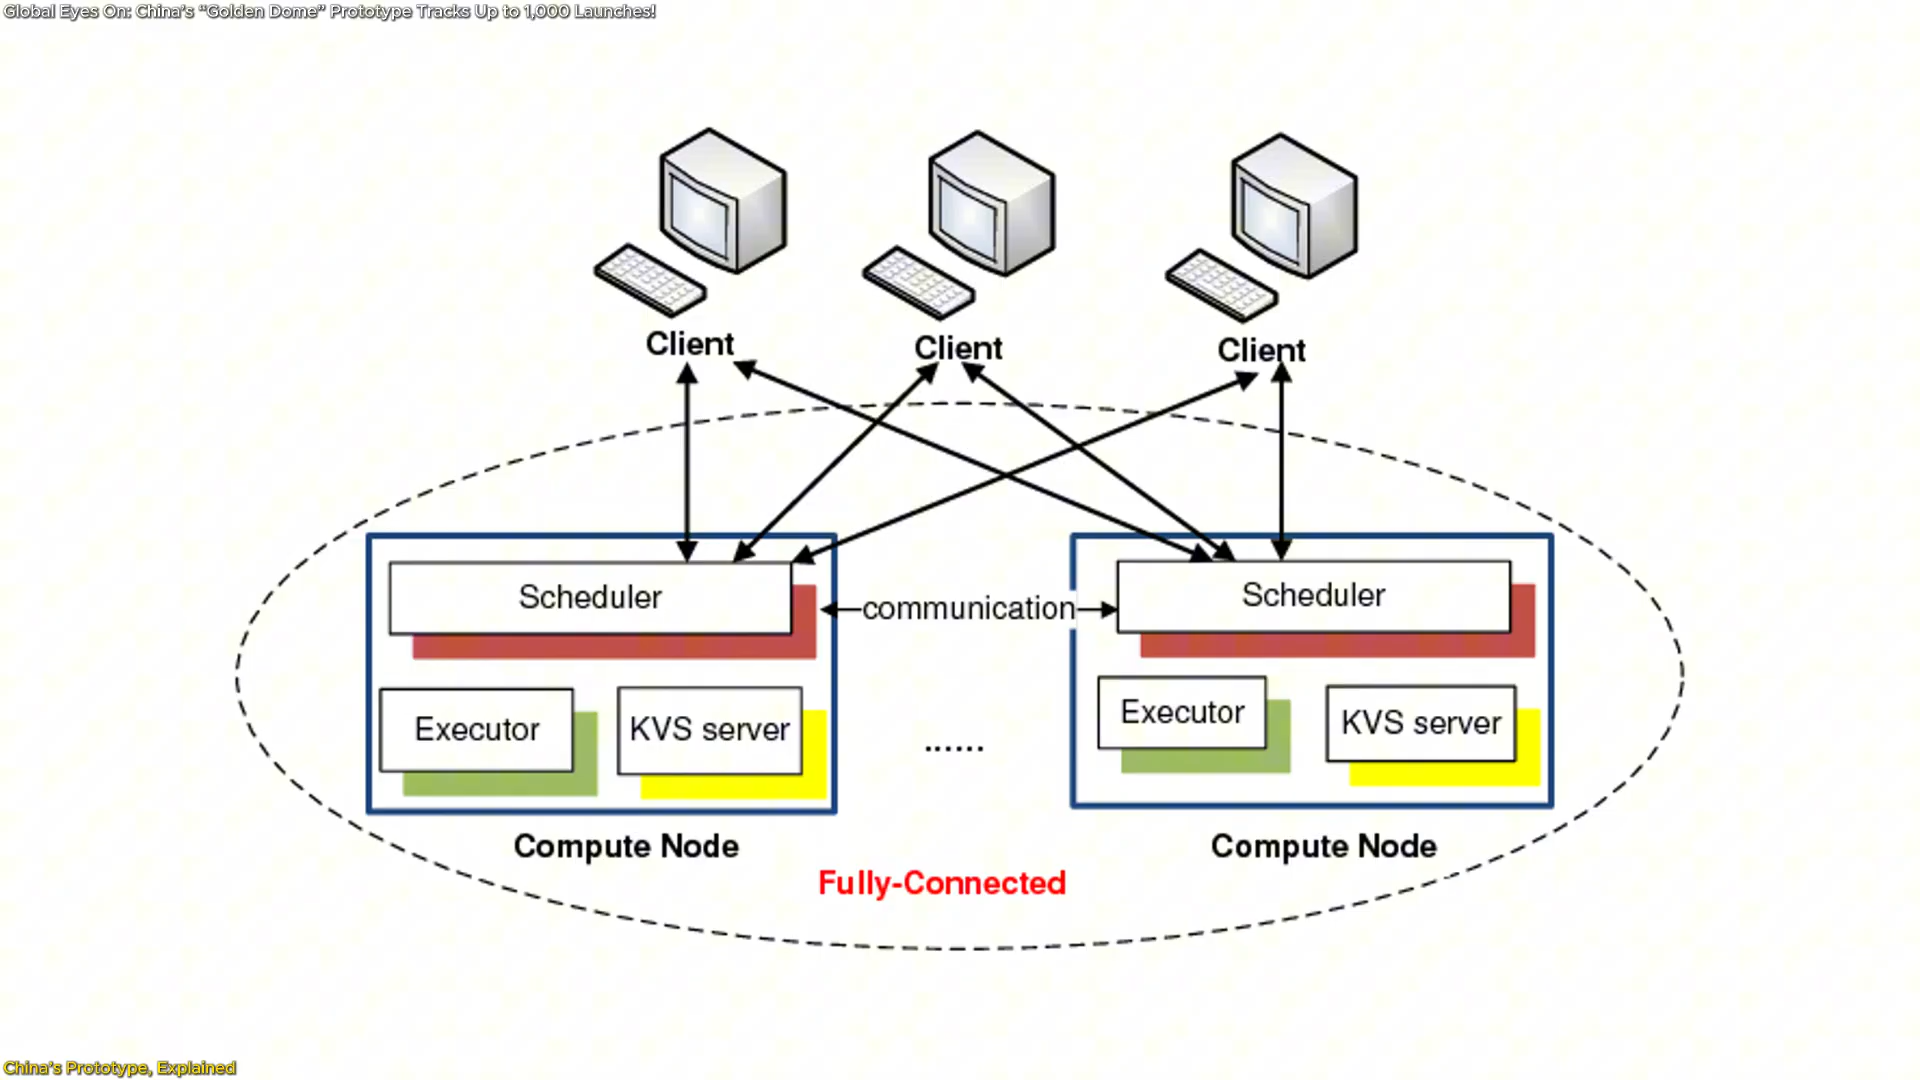 Global Eyes On: China's “Golden Dome” Prototype Tracks Up to 1,000 Launches!
Client
Client
Client
Scheduler
communication
Scheduler
Executor
KVS server
......
Executor
KVS server
Compute Node
Compute Node
Fully-Connected
China's Prototype, Explained